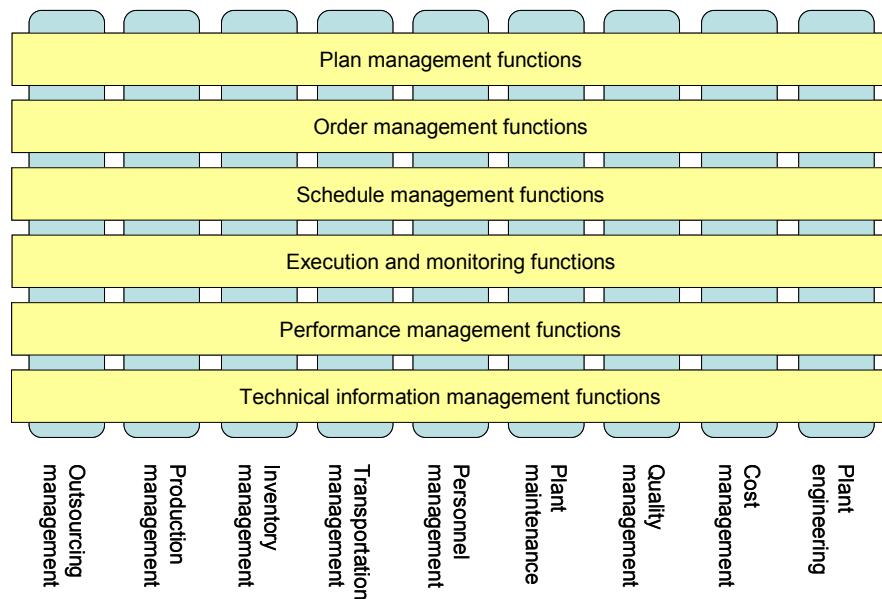 Plan management functions
Order management functions
Schedule management functions
Execution and monitoring functions
Performance management functions
Technical information management functions
Outsourcing
management
Production
management
Inventory
management
Transportation
management
Personnel
management
Plant
maintenance
Quality
management
Cost
management
Plant
engineering